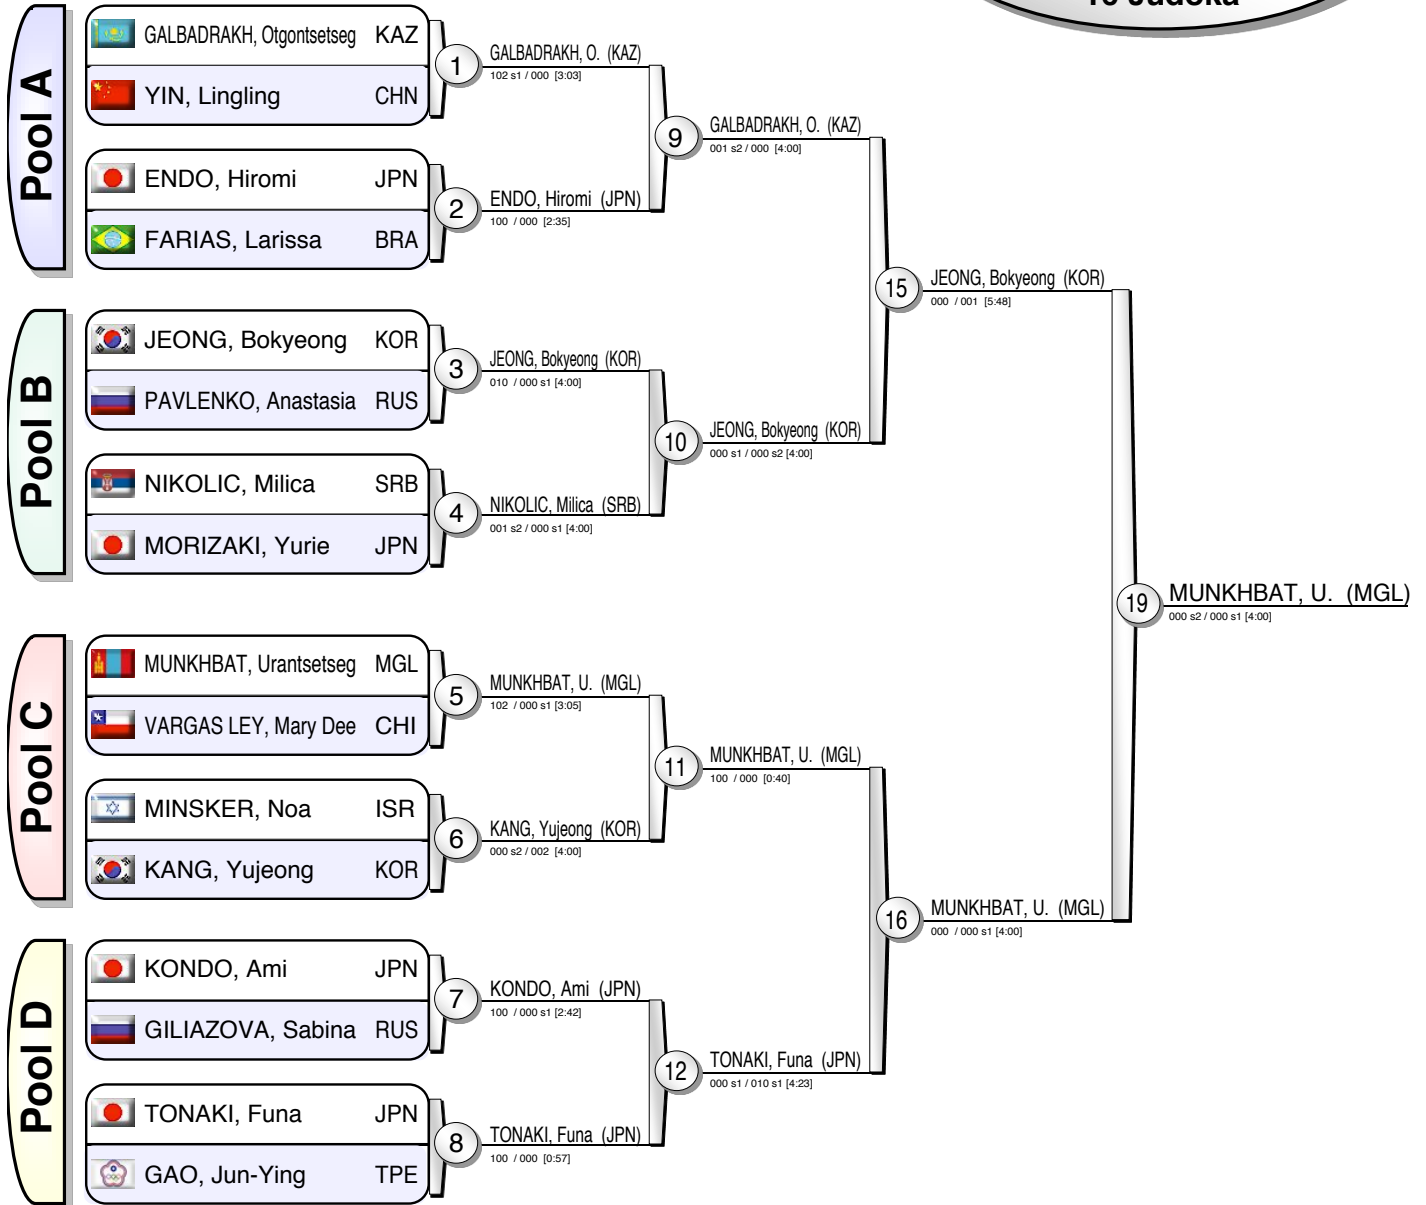 16 Judoka
Pool A
GALBADRAKH, Otgontsetseg KAZ
YIN, Lingling CHN
ENDO, Hiromi JPN
FARIAS, Larissa BRA
Pool B
JEONG, Bokyeong KOR
PAVLENKO, Anastasia RUS
NIKOLIC, Milica SRB
MORIZAKI, Yurie JPN
Pool C
MUNKHBAT, Urantsetseg MGL
VARGAS LEY, Mary Dee CHI
MINSKER, Noa ISR
KANG, Yujeong KOR
Pool D
KONDO, Ami JPN
GILIAZOVA, Sabina RUS
TONAKI, Funa JPN
GAO, Jun-Ying TPE
1
GALBADRAKH, O. (KAZ)
102 s1 / 000 [3:03]
2
ENDO, Hiromi (JPN)
100 / 000 [2:35]
3
JEONG, Bokyeong (KOR)
010 / 000 s1 [4:00]
4
NIKOLIC, Milica (SRB)
001 s2 / 000 s1 [4:00]
5
MUNKHBAT, U. (MGL)
102 / 000 s1 [3:05]
6
KANG, Yujeong (KOR)
000 s2 / 002 [4:00]
7
KONDO, Ami (JPN)
100 / 000 s1 [2:42]
8
TONAKI, Funa (JPN)
100 / 000 [0:57]
9
GALBADRAKH, O. (KAZ)
001 s2 / 000 [4:00]
10
JEONG, Bokyeong (KOR)
000 s1 / 000 s2 [4:00]
11
MUNKHBAT, U. (MGL)
100 / 000 [0:40]
12
TONAKI, Funa (JPN)
000 s1 / 010 s1 [4:23]
15
JEONG, Bokyeong (KOR)
000 / 001 [5:48]
16
MUNKHBAT, U. (MGL)
000 / 000 s1 [4:00]
19
MUNKHBAT, U. (MGL)
000 s2 / 000 s1 [4:00]